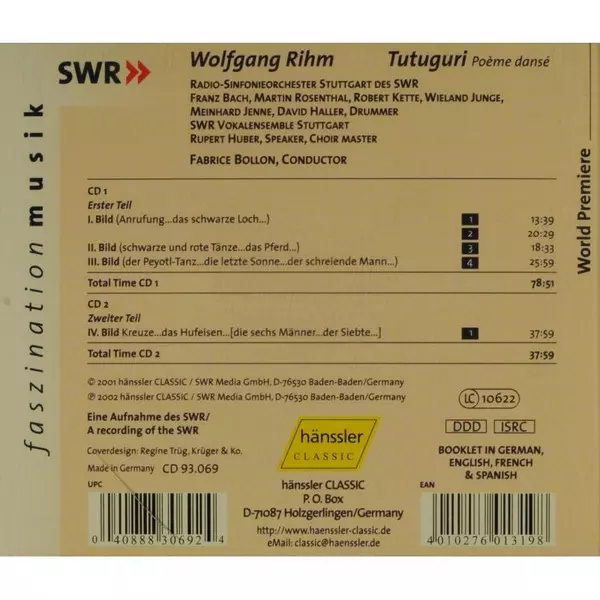 SWR»
Wolfgang Rihm Tutuguri Poème dansé
RADIO-SINFONIEORCHESTER STUTTGART DES SWR
FRANZ BACH, MARTIN ROSENTHAL, ROBERT KETTE, WIELAND JUNGE,
MEINHARD JENNE, DAVID HALLER, DRUMMER
SWR VOKALENSEMBLE STUTTGART
RUPERT HUBER, SPEAKER, CHOIR MASTER
FABRICE BOLLON, CONDUCTOR
faszination musik
World Premiere
CD 1
Erster Teil
I. Bild (Anrufung...das schwarze Loch...) 1 13:39
2 20:29
II. Bild (schwarze und rote Tänze...das Pferd...) 3 18:33
III. Bild (der Peyotl-Tanz...die letzte Sonne...der schreiende Mann...) 4 25:59
Total Time CD 1 78:51
CD 2
Zweiter Teil
IV. Bild Kreuze...das Hufeisen...[die sechs Männer...der Siebte...] 1 37:59
Total Time CD 2 37:59
© 2001 hänssler CLASSIC / SWR Media GmbH, D-76530 Baden-Baden/Germany
℗ 2002 hänssler CLASSIC / SWR Media GmbH, D-76530 Baden-Baden/Germany
Eine Aufnahme des SWR/
A recording of the SWR
Coverdesign: Regine Trüg, Krüger & Ko.
Made in Germany CD 93.069
hänssler
CLASSIC
hänssler CLASSIC
P. O. Box
D-71087 Holzgerlingen/Germany
http://www.haenssler-classic.de
eMail: classic@haenssler.de
LC 10622
DDD ISRC
BOOKLET IN GERMAN,
ENGLISH, FRENCH
& SPANISH
UPC
0 40888 30692 4
EAN
4 010276 013198